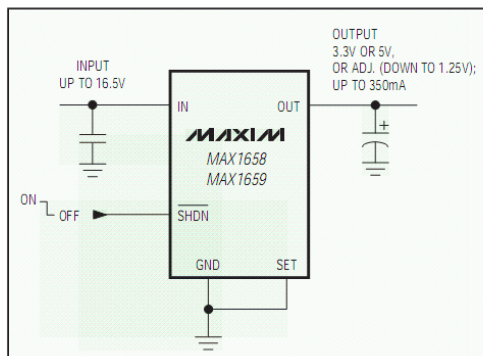 OUTPUT
3.3V OR 5V,
OR ADJ. (DOWN TO 1.25V);
UP TO 350mA
INPUT
UP TO 16.5V
IN
OUT
MAXIM
MAX1658
MAX1659
ON
OFF
SHDN
GND
SET
+